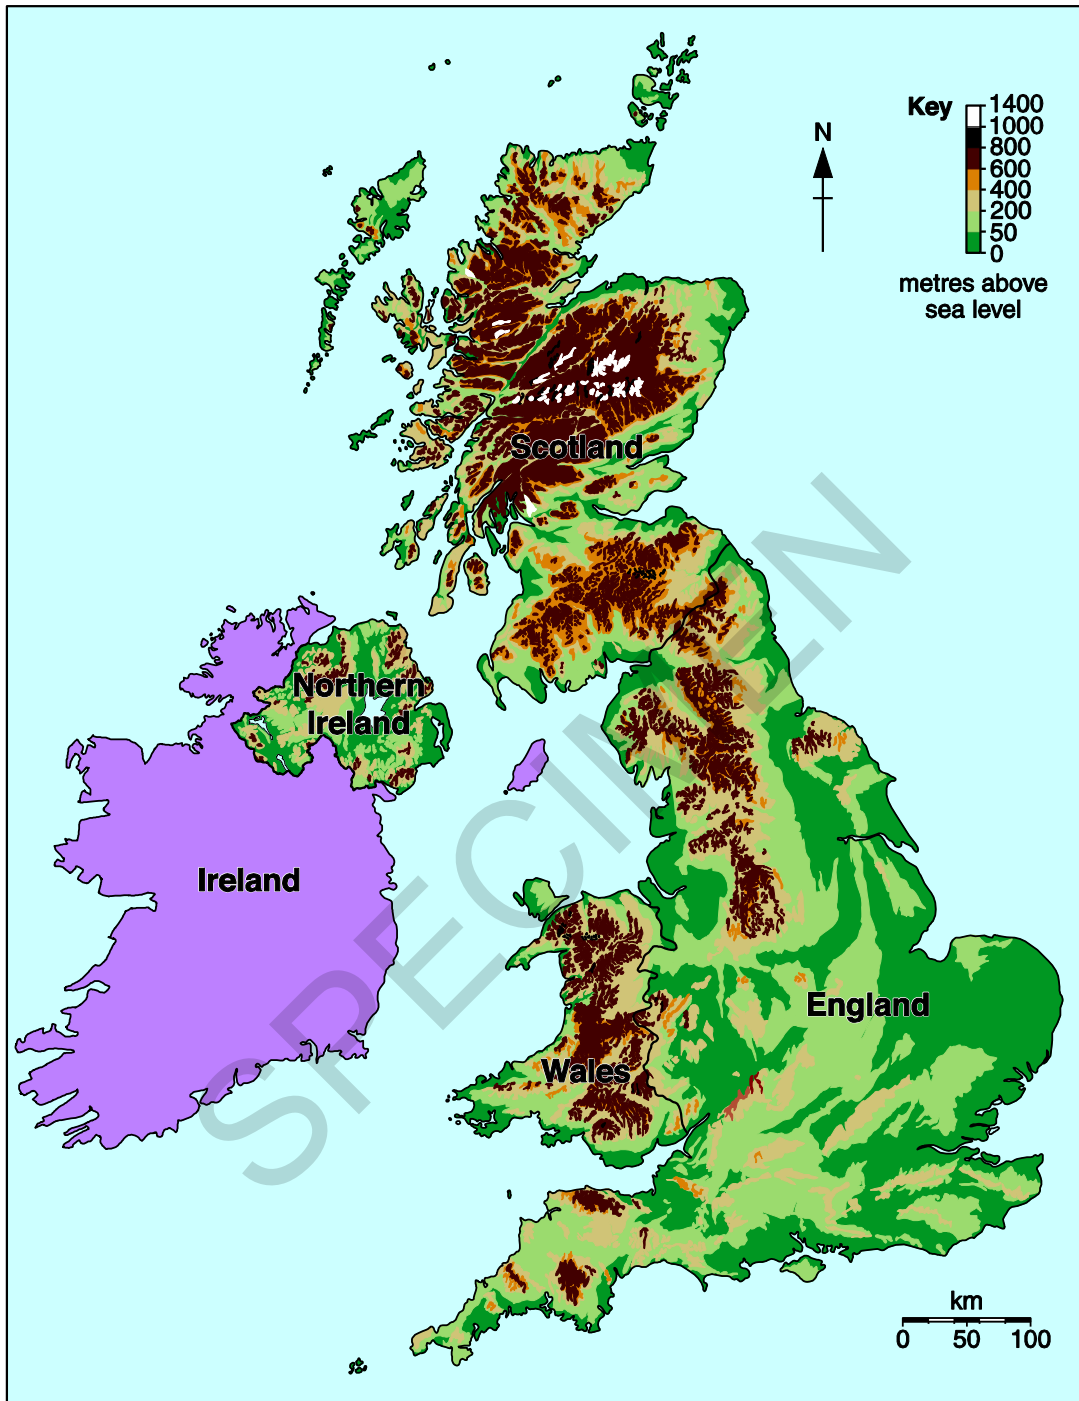 Key
1400
1000
800
600
400
200
50
0
metres above
sea level
N
Scotland
Northern
Ireland
Ireland
England
Wales
SPECIMEN
km
0 50 100